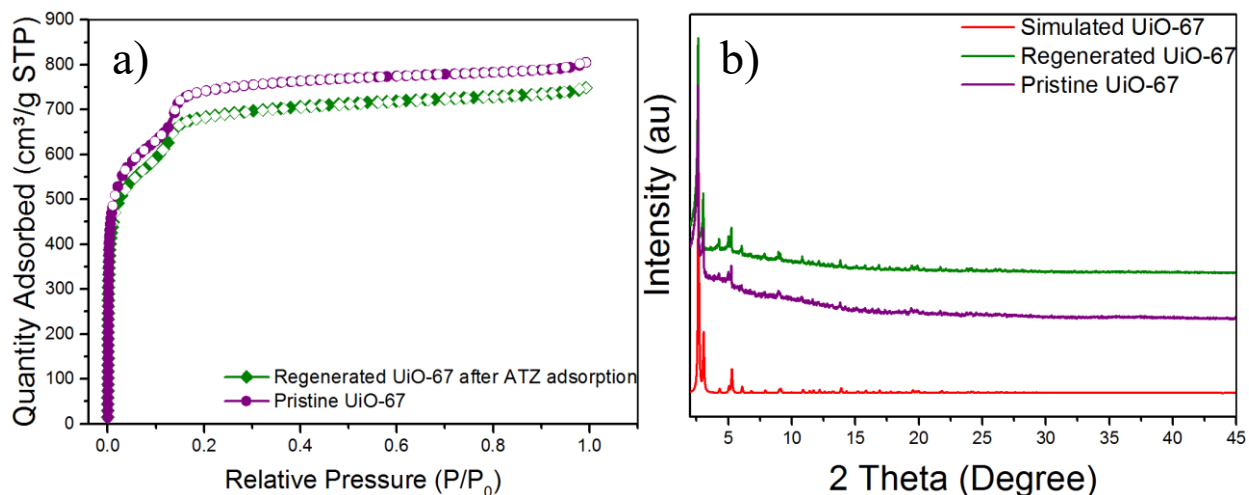 a)
900
800
700
600
500
400
300
200
100
0
Quantity Adsorbed (cm³/g STP)
Regenerated UiO-67 after ATZ adsorption
Pristine UiO-67
0.0 0.2 0.4 0.6 0.8 1.0
Relative Pressure (P/P₀)
b)
Simulated UiO-67
Regenerated UiO-67
Pristine UiO-67
Intensity (au)
5 10 15 20 25 30 35 40 45
2 Theta (Degree)